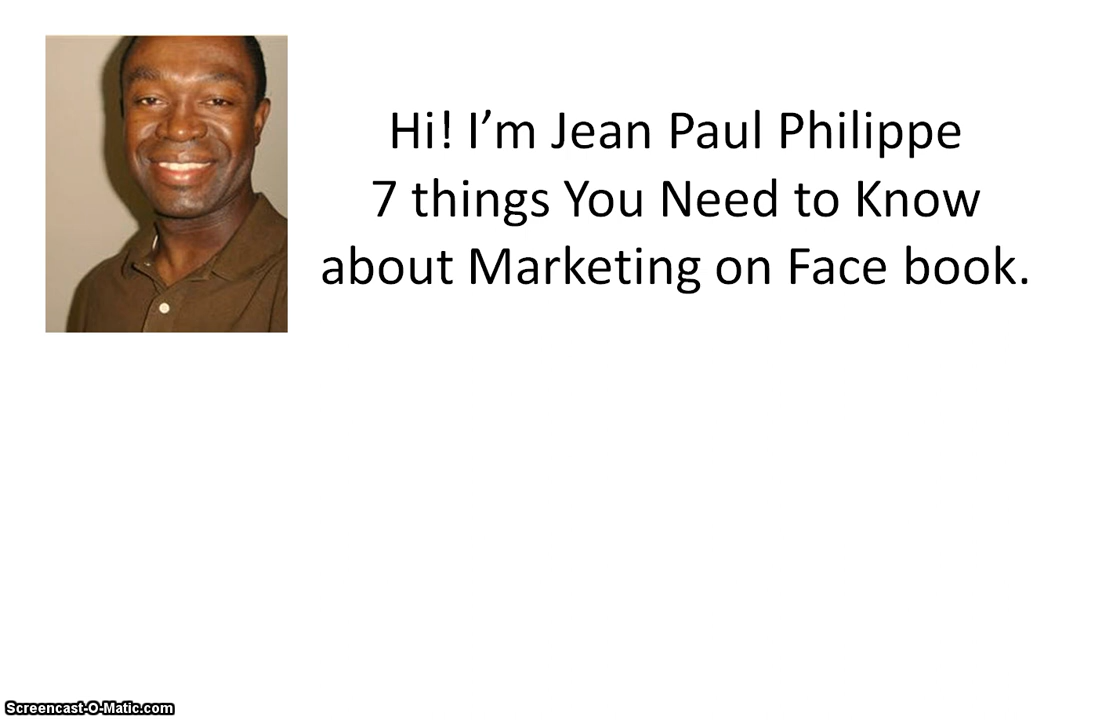 Hi! I’m Jean Paul Philippe
7 things You Need to Know
about Marketing on Face book.
Screencast-O-Matic.com